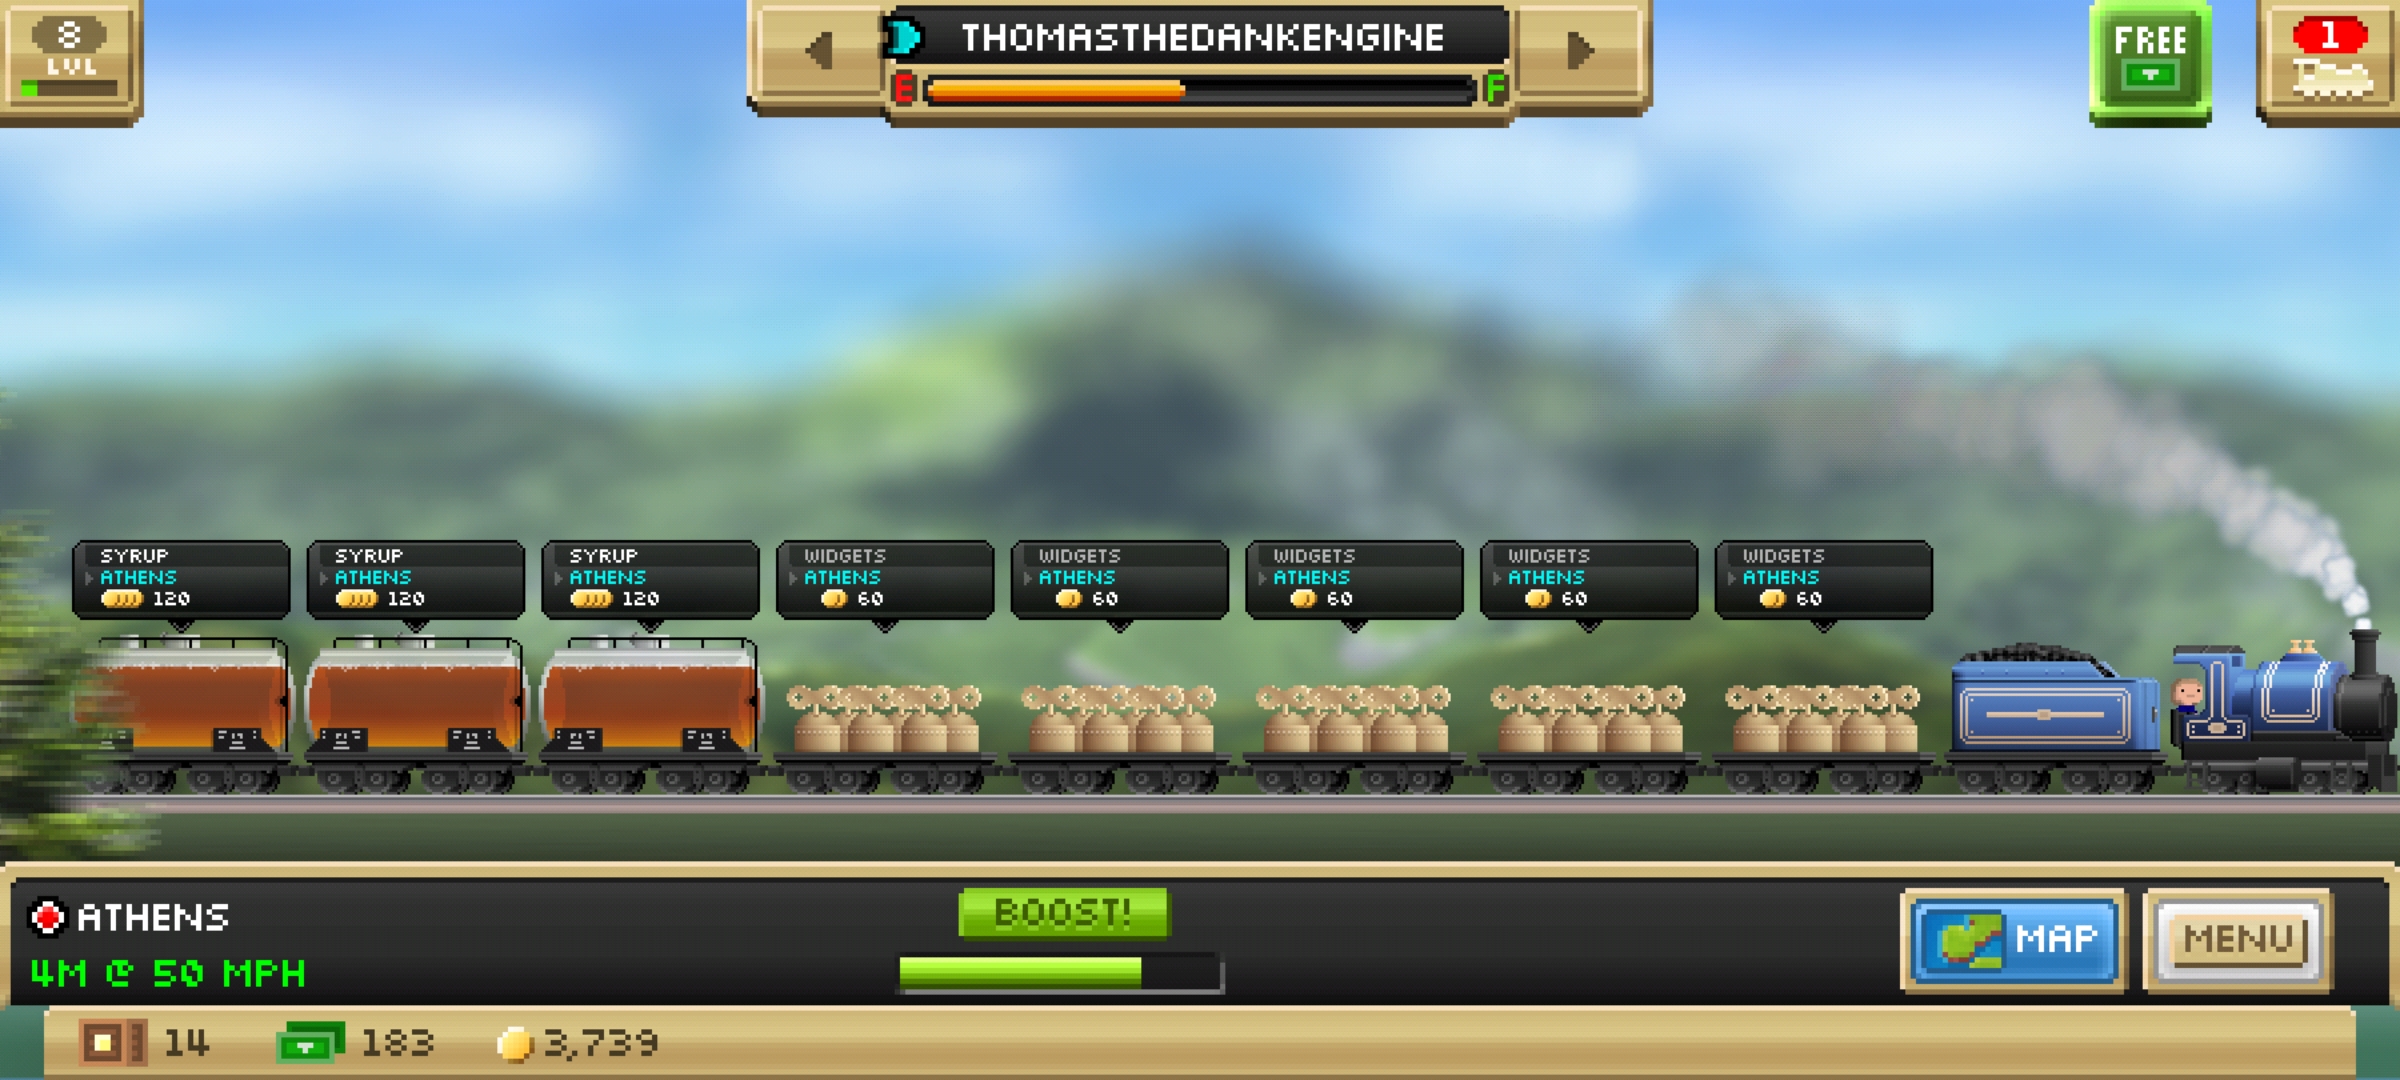 8
LVL
THOMASTHEDANKENGINE
E F
FREE
1
SYRUP
ATHENS
120
SYRUP
ATHENS
120
SYRUP
ATHENS
120
WIDGETS
ATHENS
60
WIDGETS
ATHENS
60
WIDGETS
ATHENS
60
WIDGETS
ATHENS
60
WIDGETS
ATHENS
60
ATHENS
4M @ 50 MPH
BOOST!
MAP
MENU
14 183 3,739